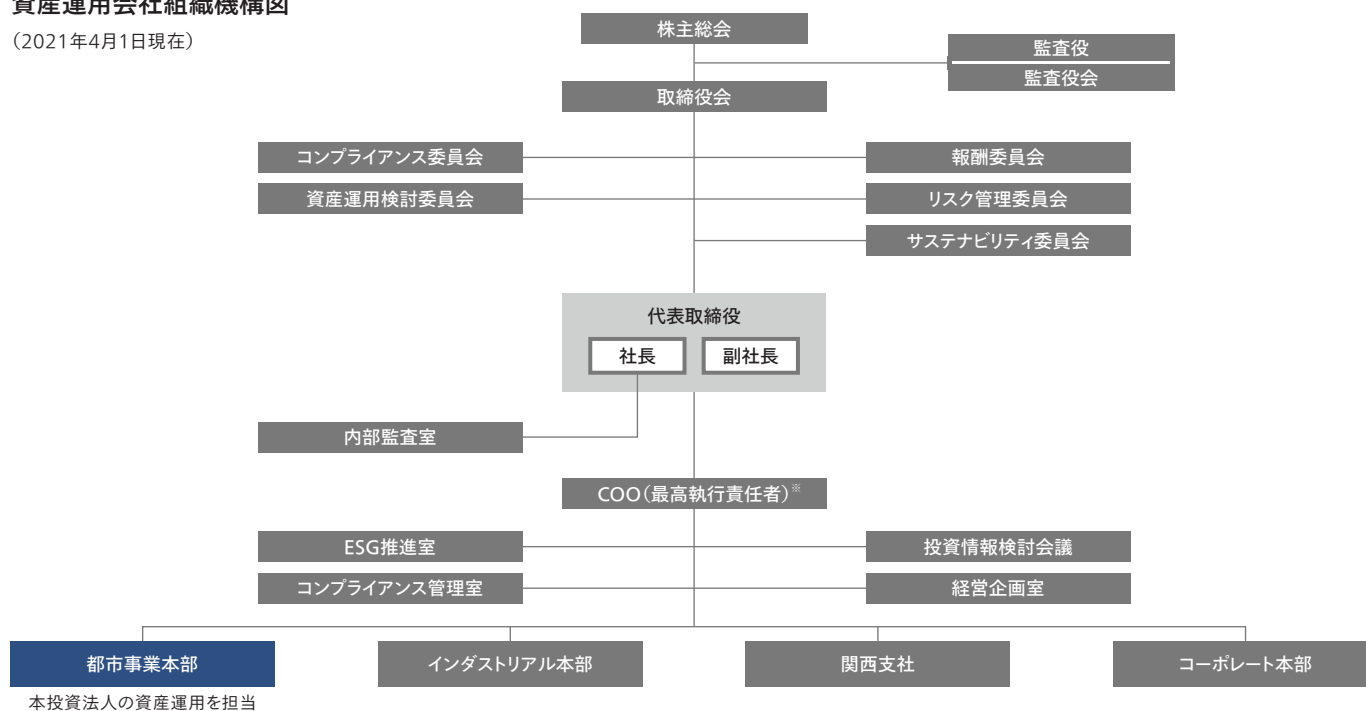 資産運用会社組織機構図
（2021年4月1日現在）
株主総会
監査役
監査役会
取締役会
コンプライアンス委員会
報酬委員会
資産運用検討委員会
リスク管理委員会
サステナビリティ委員会
代表取締役
社長
副社長
内部監査室
COO（最高執行責任者）※
ESG推進室
投資情報検討会議
コンプライアンス管理室
経営企画室
都市事業本部
インダストリアル本部
関西支社
コーポレート本部
本投資法人の資産運用を担当